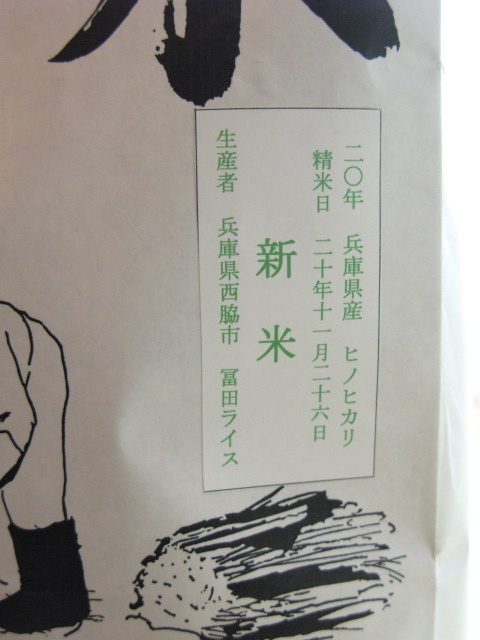 二〇年 兵庫県産 ヒノヒカリ
精米日 二十年十一月二十六日
新米
生産者 兵庫県西脇市 冨田ライス